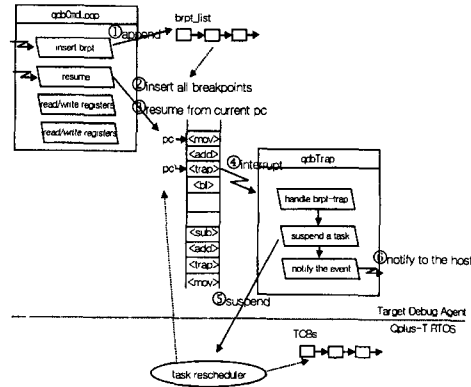 qdbCmdLoop
①append
brpt_list
insert brpt
resume
②insert all breakpoints
③resume from current pc
read/write registers
read/write registers
pc
<mov>
<add>
pc'
<trap>
④interrupt
<bl>
qdbTrap
handle brpt-trap
suspend a task
<sub>
<add>
<trap>
<mov>
notify the event
⑥notify to the host
⑤suspend
Target Debug Agent
Qplus-T RTOS
TCBs
task rescheduler